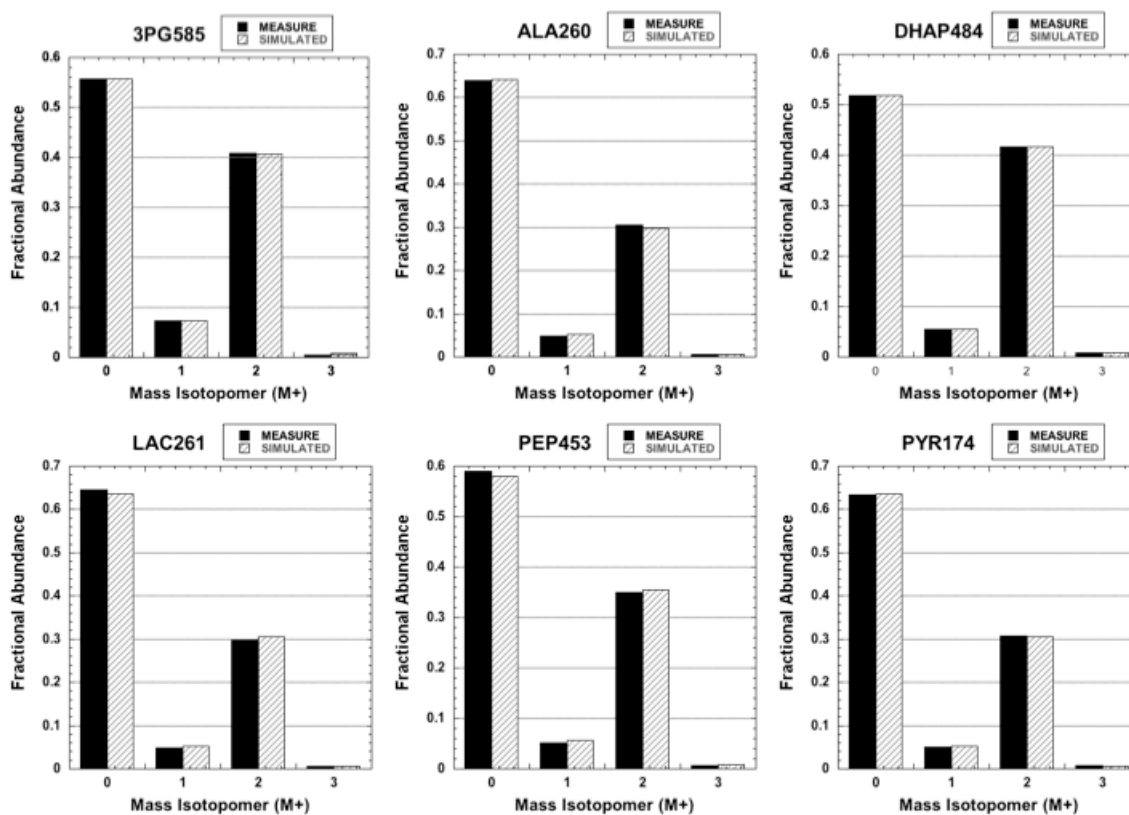 3PG585
MEASURE
SIMULATED
Fractional Abundance
0.6
0.5
0.4
0.3
0.2
0.1
0
0 1 2 3
Mass Isotopomer (M+)
ALA260
MEASURE
SIMULATED
Fractional Abundance
0.7
0.6
0.5
0.4
0.3
0.2
0.1
0
0 1 2 3
Mass Isotopomer (M+)
DHAP484
MEASURE
SIMULATED
Fractional Abundance
0.6
0.5
0.4
0.3
0.2
0.1
0
0 1 2 3
Mass Isotopomer (M+)
LAC261
MEASURE
SIMULATED
Fractional Abundance
0.7
0.6
0.5
0.4
0.3
0.2
0.1
0
0 1 2 3
Mass Isotopomer (M+)
PEP453
MEASURE
SIMULATED
Fractional Abundance
0.6
0.5
0.4
0.3
0.2
0.1
0
0 1 2 3
Mass Isotopomer (M+)
PYR174
MEASURE
SIMULATED
Fractional Abundance
0.7
0.6
0.5
0.4
0.3
0.2
0.1
0
0 1 2 3
Mass Isotopomer (M+)